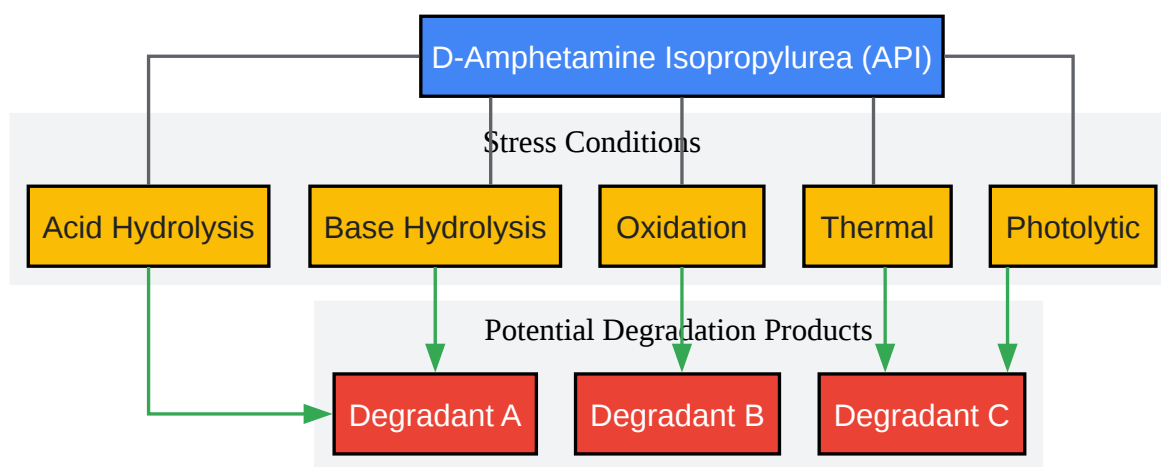 D-Amphetamine Isopropylurea (API)
Stress Conditions
Acid Hydrolysis
Base Hydrolysis
Oxidation
Thermal
Photolytic
Potential Degradation Products
Degradant A
Degradant B
Degradant C